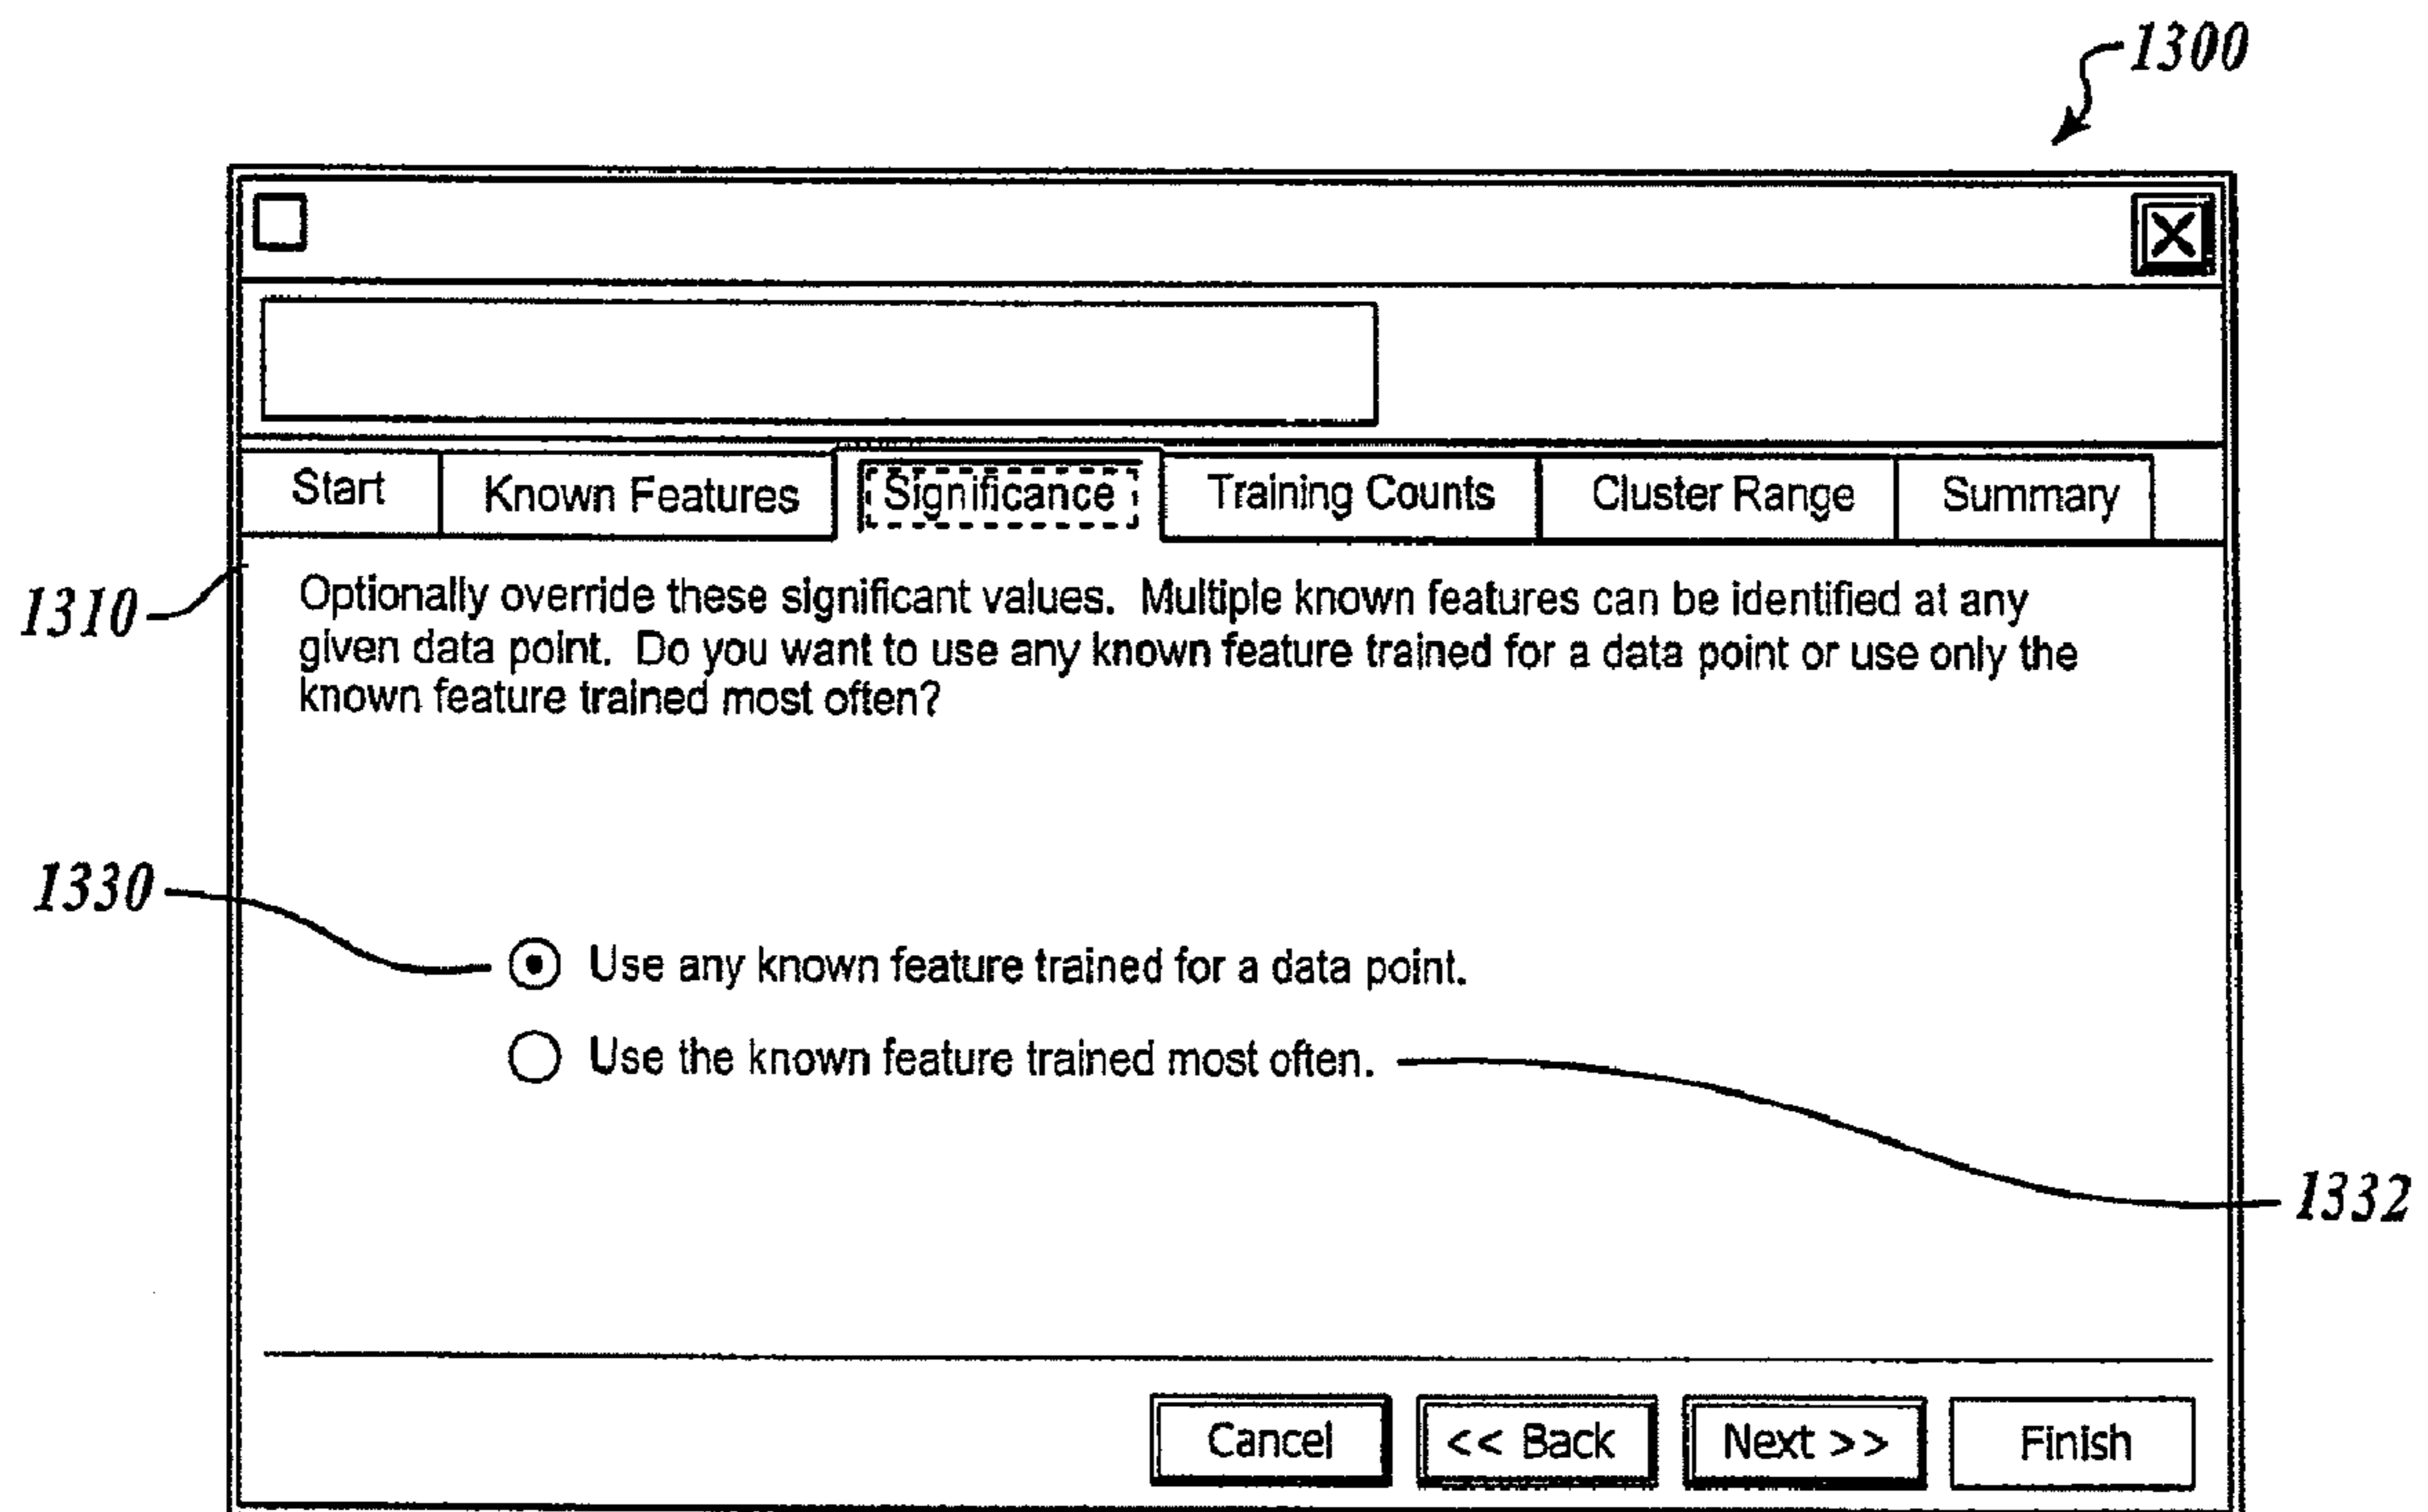 1300
Start Known Features Significance Training Counts Cluster Range Summary
1310
Optionally override these significant values. Multiple known features can be identified at any
given data point. Do you want to use any known feature trained for a data point or use only the
known feature trained most often?
1330
Use any known feature trained for a data point.
Use the known feature trained most often.
1332
Cancel << Back Next >> Finish